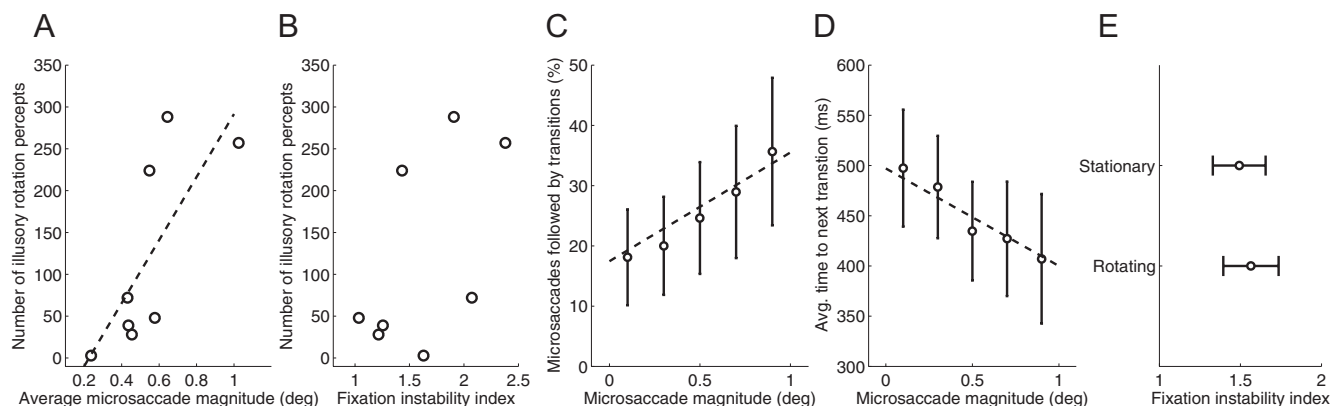 A
B
C
D
E
Number of illusory rotation percepts
350
300
250
200
150
100
50
0
0.2 0.4 0.6 0.8 1
Average microsaccade magnitude (deg)
Number of illusory rotation percepts
350
300
250
200
150
100
50
0
1 1.5 2 2.5
Fixation instability index
Microsaccades followed by transitions (%)
50
40
30
20
10
0
0 0.5 1
Microsaccade magnitude (deg)
Avg. time to next transtion (ms)
600
550
500
450
400
350
300
0 0.5 1
Microsaccade magnitude (deg)
Stationary
Rotating
1 1.5 2
Fixation instability index